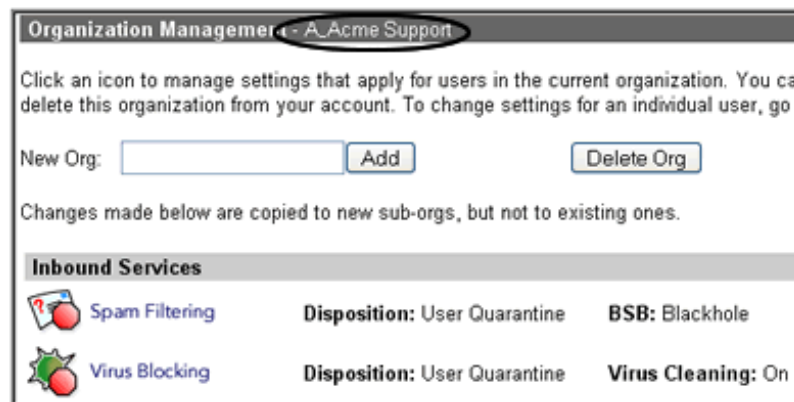 Organization Management - A_Acme Support
Click an icon to manage settings that apply for users in the current organization. You
delete this organization from your account. To change settings for an individual user, go
New Org: Add Delete Org
Changes made below are copied to new sub-orgs, but not to existing ones.
Inbound Services
Spam Filtering Disposition: User Quarantine BSB: Blackhole
Virus Blocking Disposition: User Quarantine Virus Cleaning: On